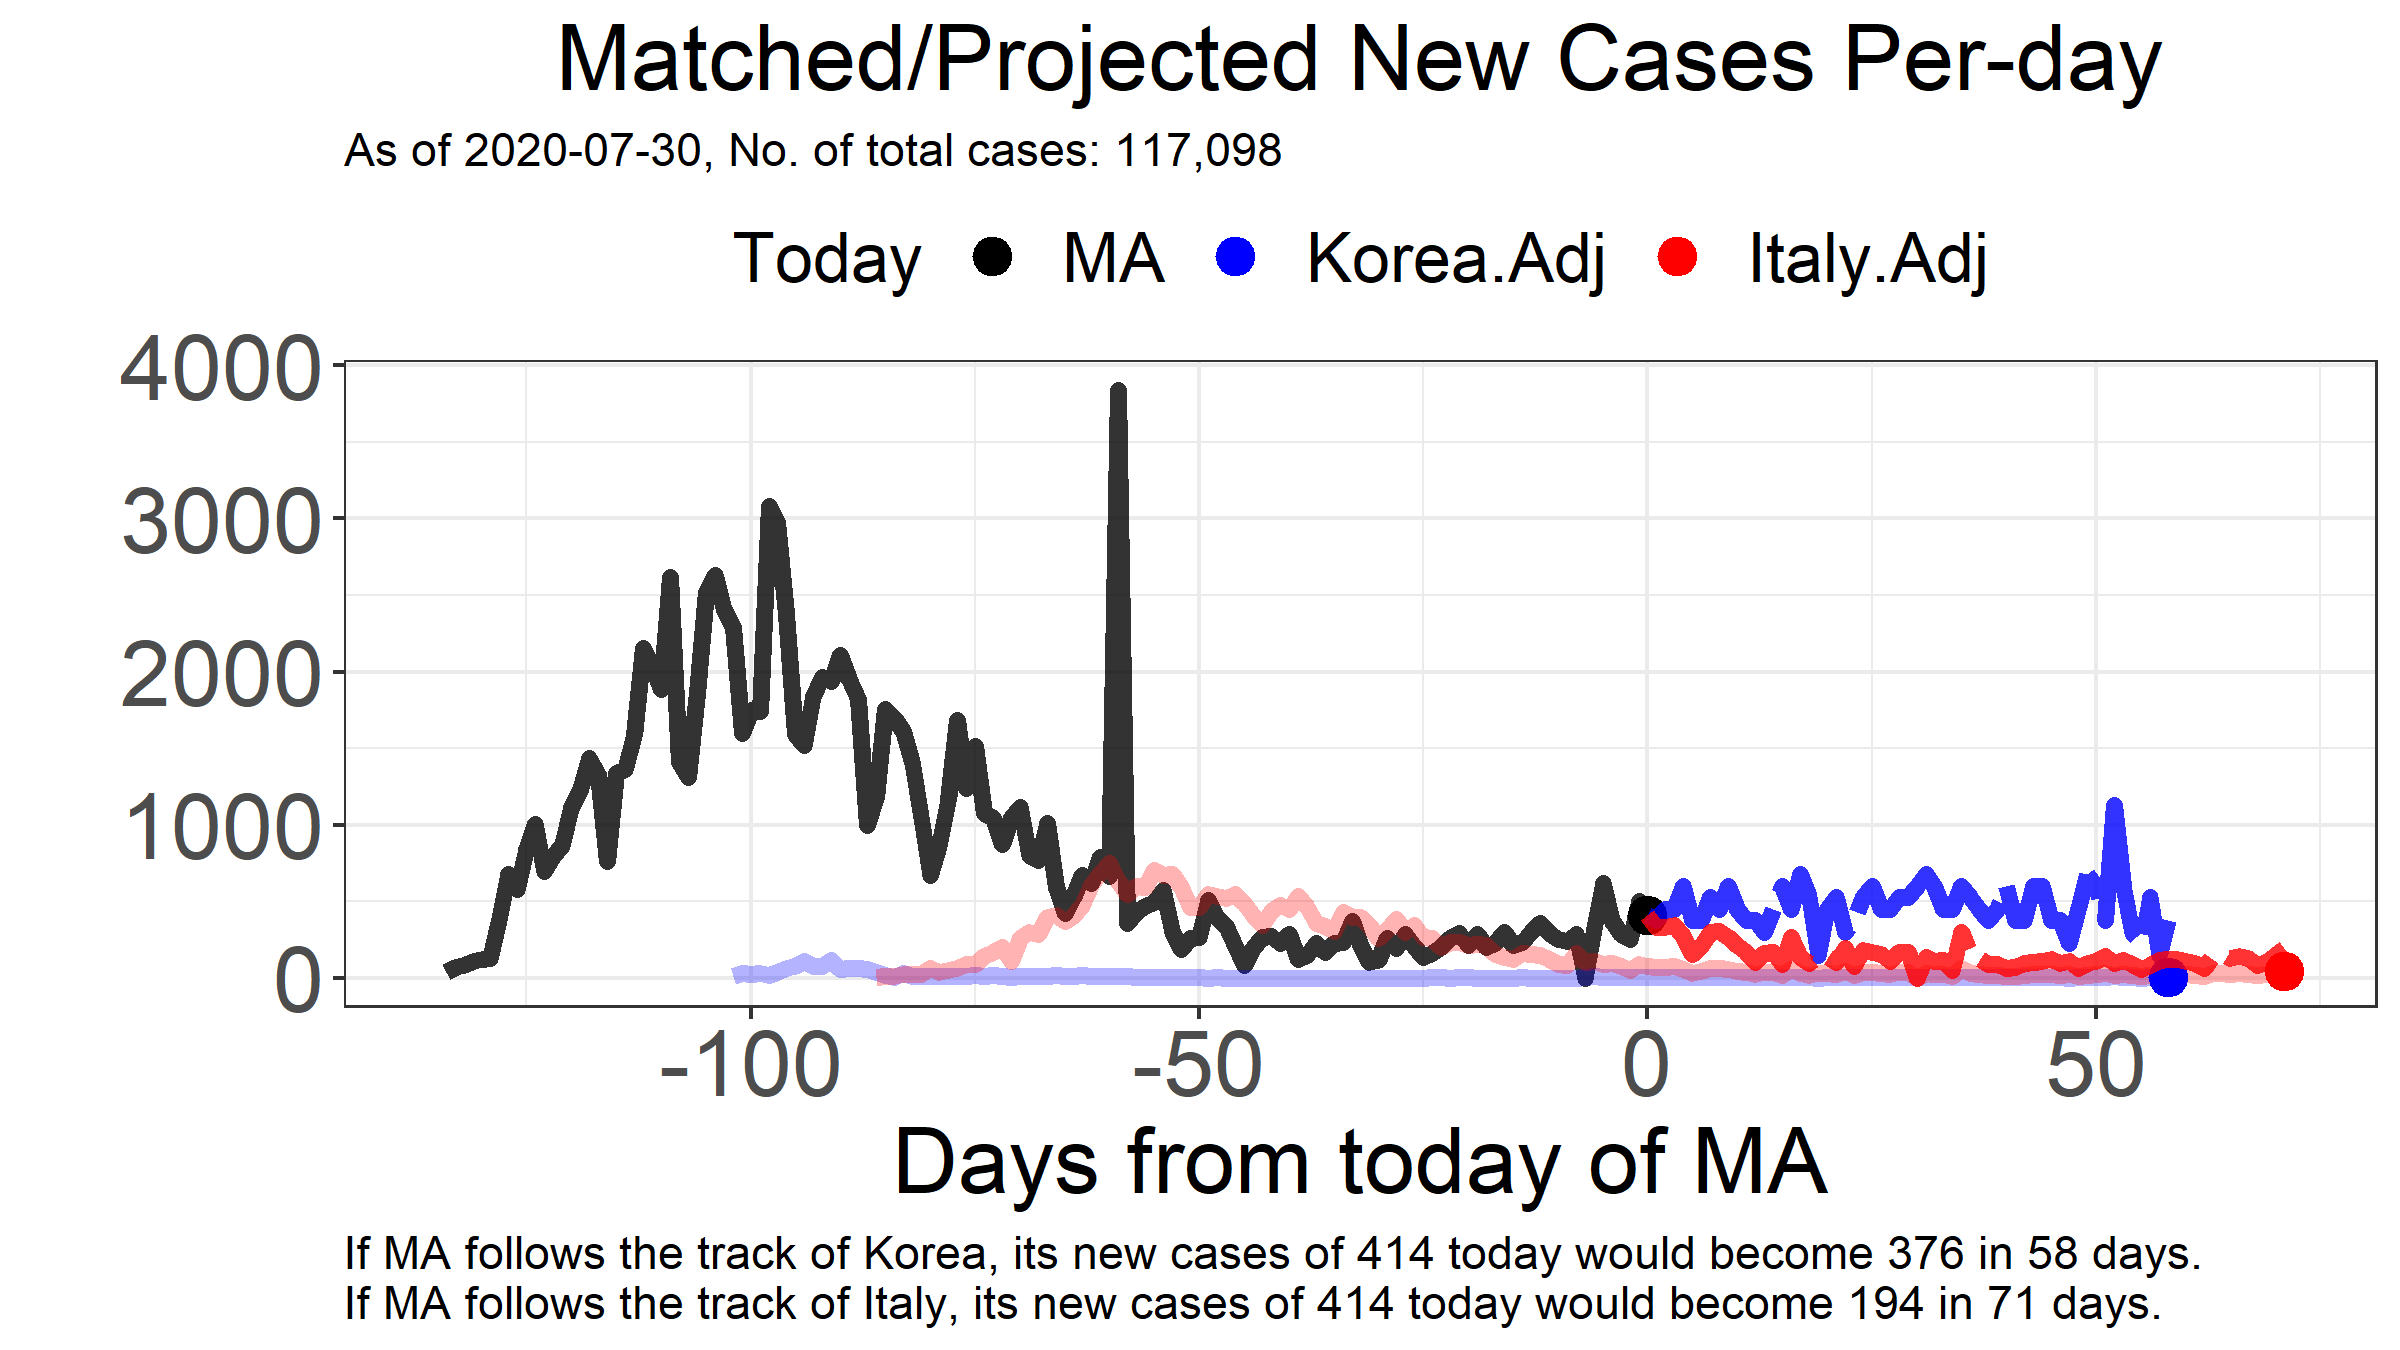 Matched/Projected New Cases Per-day
As of 2020-07-30, No. of total cases: 117,098
Today MA Korea.Adj Italy.Adj
4000
3000
2000
1000
0
-100 -50 0 50
Days from today of MA
If MA follows the track of Korea, its new cases of 414 today would become 376 in 58 days.
If MA follows the track of Italy, its new cases of 414 today would become 194 in 71 days.